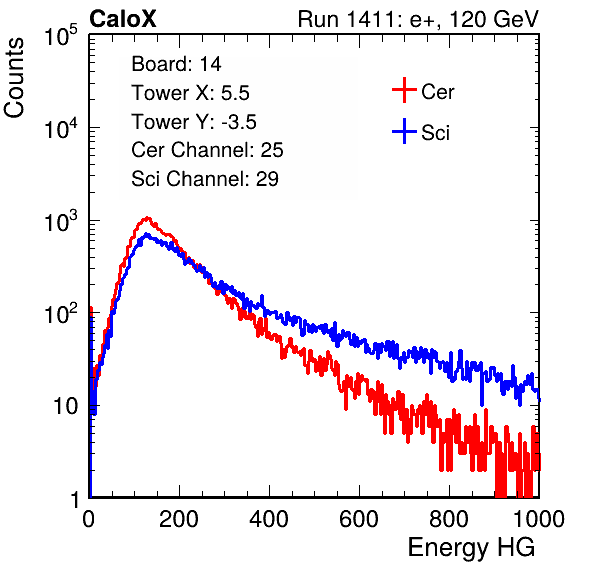 CaloX Run 1411: e+, 120 GeV
Counts
Board: 14
Tower X: 5.5
Tower Y: -3.5
Cer Channel: 25
Sci Channel: 29
Cer
Sci
10^5
10^4
10^3
10^2
10
1
0 200 400 600 800 1000
Energy HG